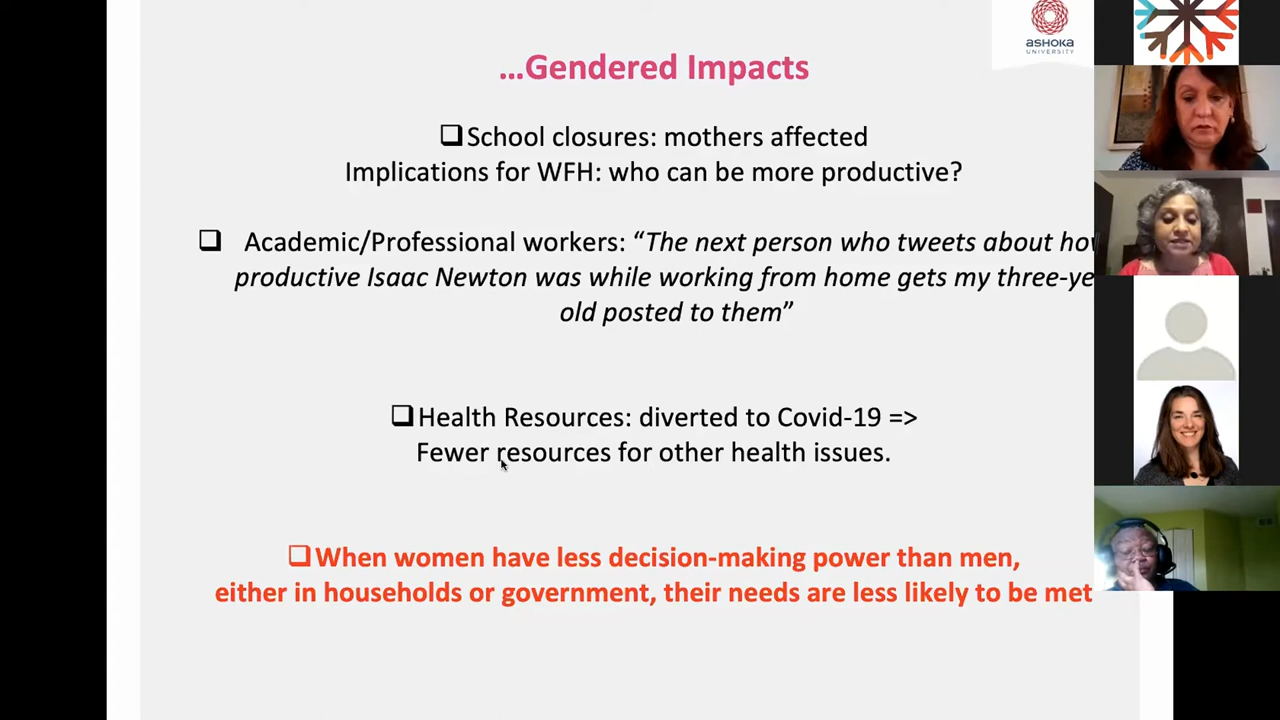 ASHOKA
UNIVERSITY
...Gendered Impacts
❑School closures: mothers affected
Implications for WFH: who can be more productive?
❑ Academic/Professional workers: “The next person who tweets about
productive Isaac Newton was while working from home gets my
old posted to them”
❑Health Resources: diverted to Covid-19 =>
Fewer resources for other health issues.
❑When women have less decision-making power than men,
either in households or government, their needs are less likely to be met